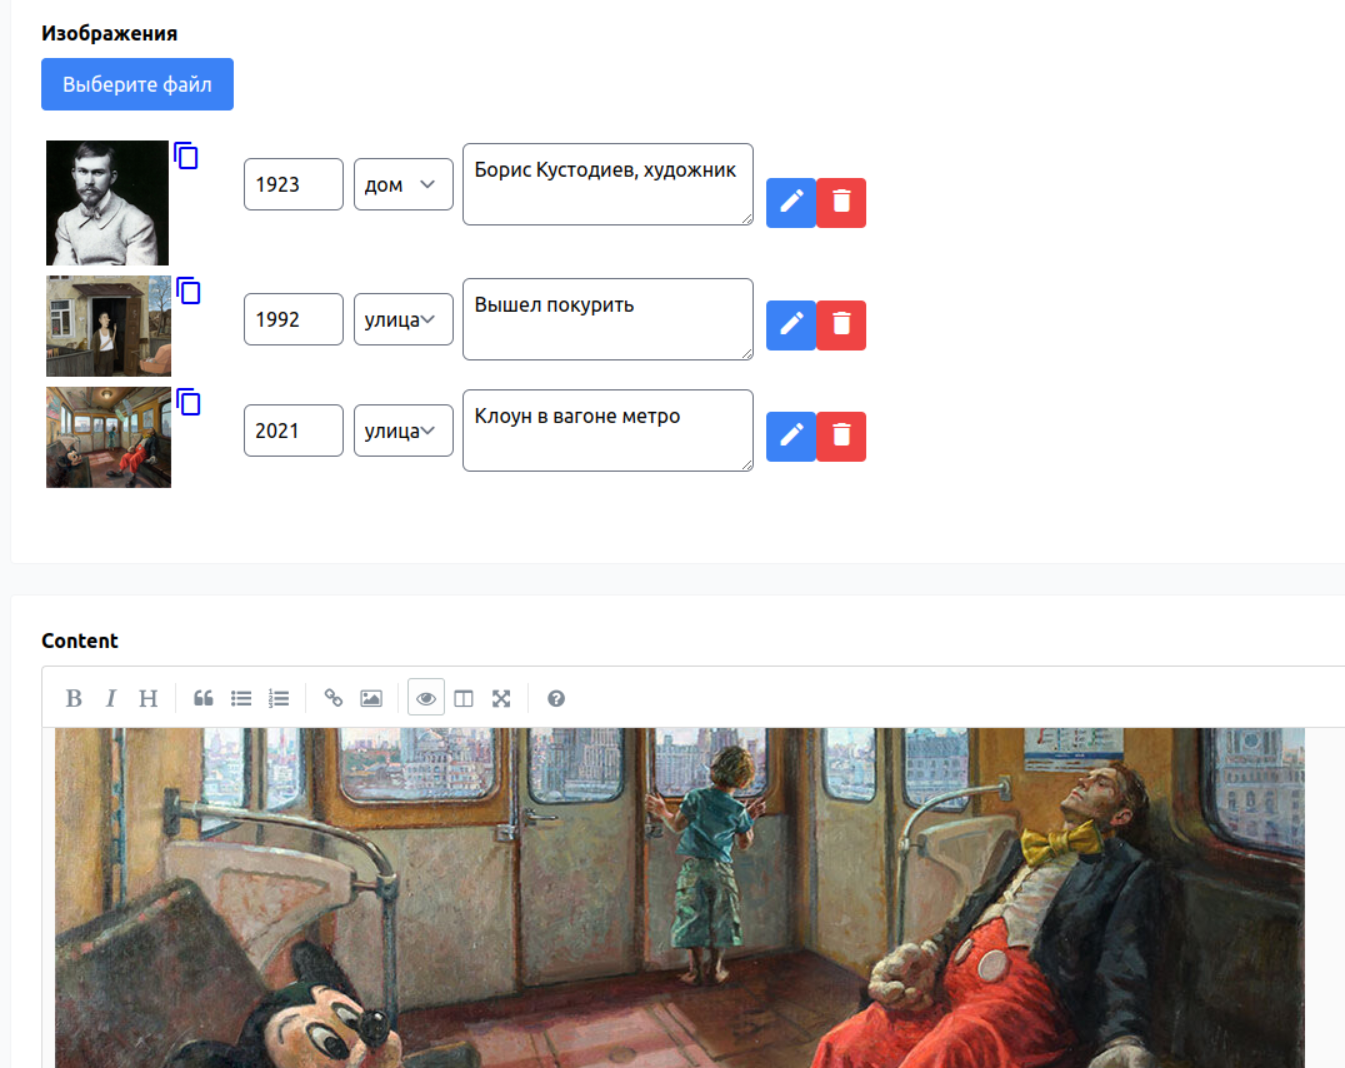 Изображения
Выберите файл
1923
дом
Борис Кустодиев, художник
1992
улица
Вышел покурить
2021
улица
Клоун в вагоне метро
Content
B I H